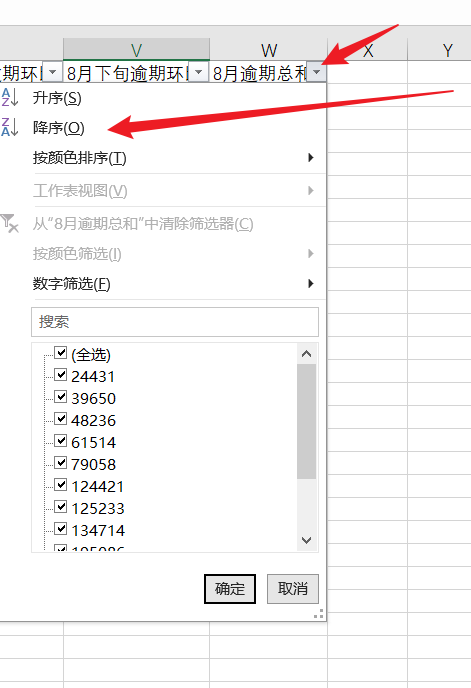 V W X Y
期环 8月下旬逾期环 8月逾期总和
升序(S)
降序(O)
按颜色排序(T)
工作表视图(V)
从“8月逾期总和”中清除筛选器(C)
按颜色筛选(I)
数字筛选(F)
搜索
(全选)
24431
39650
48236
61514
79058
124421
125233
134714
确定 取消